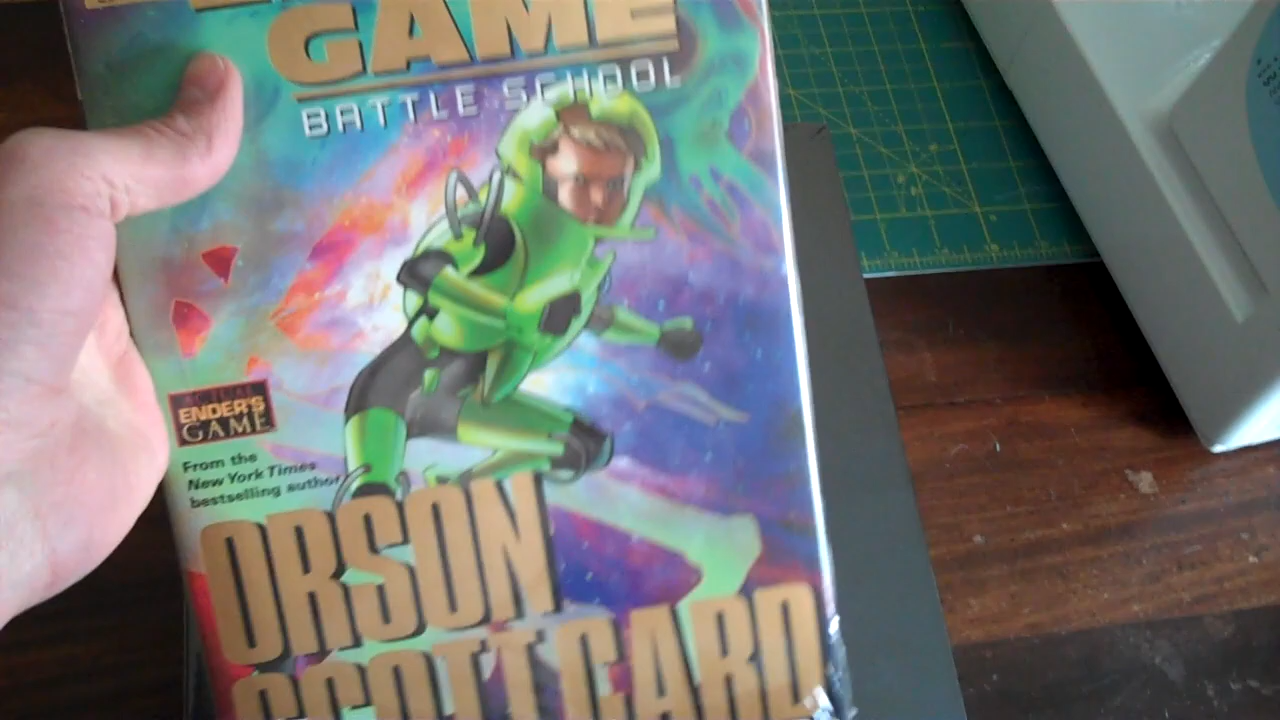 GAME
BATTLE SCHOOL
ENDER'S
GAME
From the
New York Times
bestselling author
ORSON
SCOTT CARD